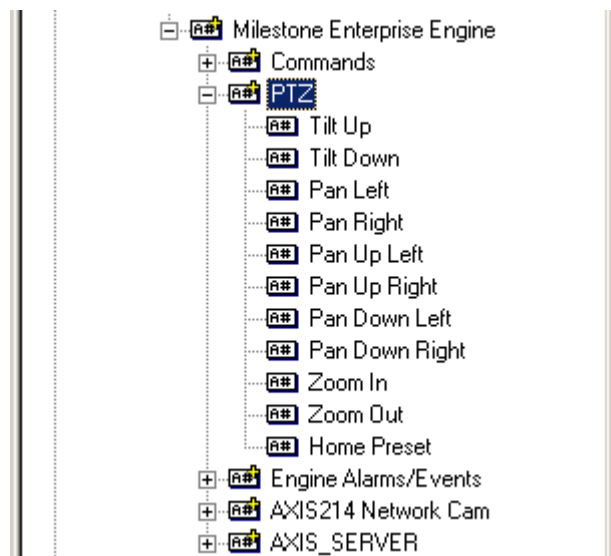 A# Milestone Enterprise Engine
A# Commands
A# PTZ
A# Tilt Up
A# Tilt Down
A# Pan Left
A# Pan Right
A# Pan Up Left
A# Pan Up Right
A# Pan Down Left
A# Pan Down Right
A# Zoom In
A# Zoom Out
A# Home Preset
A# Engine Alarms/Events
A# AXIS214 Network Cam
A# AXIS_SERVER